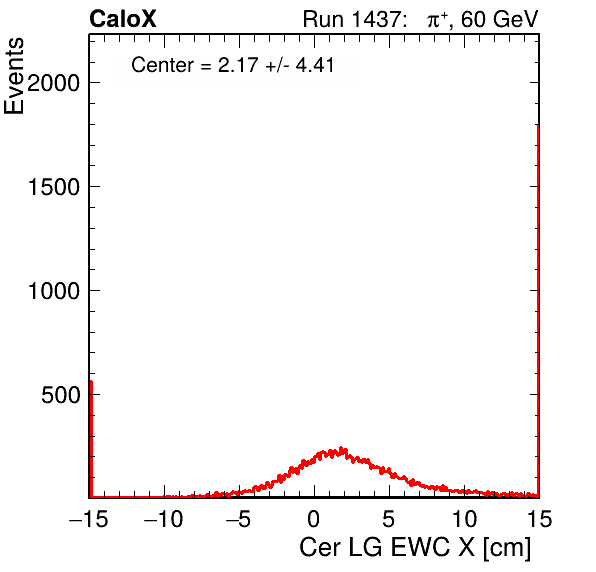 CaloX Run 1437: π⁺, 60 GeV
Center = 2.17 +/- 4.41
Events
2000
1500
1000
500
−15 −10 −5 0 5 10 15
Cer LG EWC X [cm]